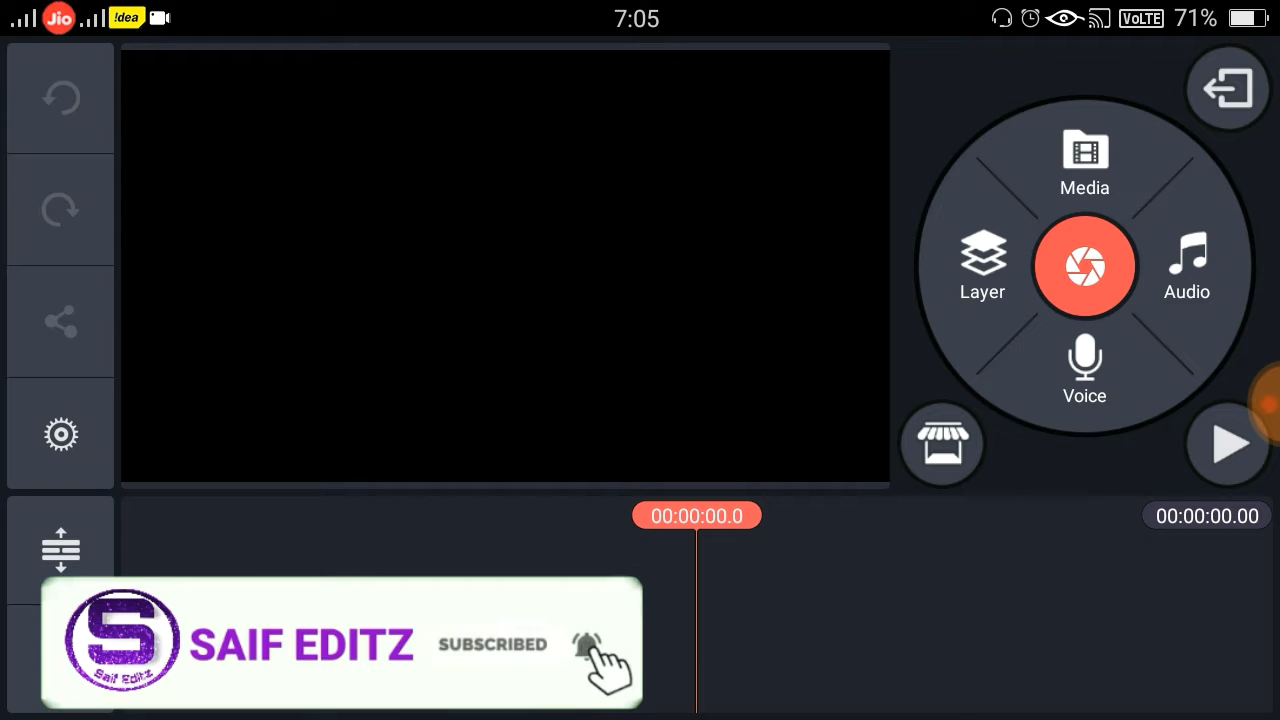 Jio
!dea
7:05
VoLTE
71%
Media
Layer
Audio
Voice
00:00:00.0
00:00:00.00
S
Saif Editz
SAIF EDITZ
SUBSCRIBED